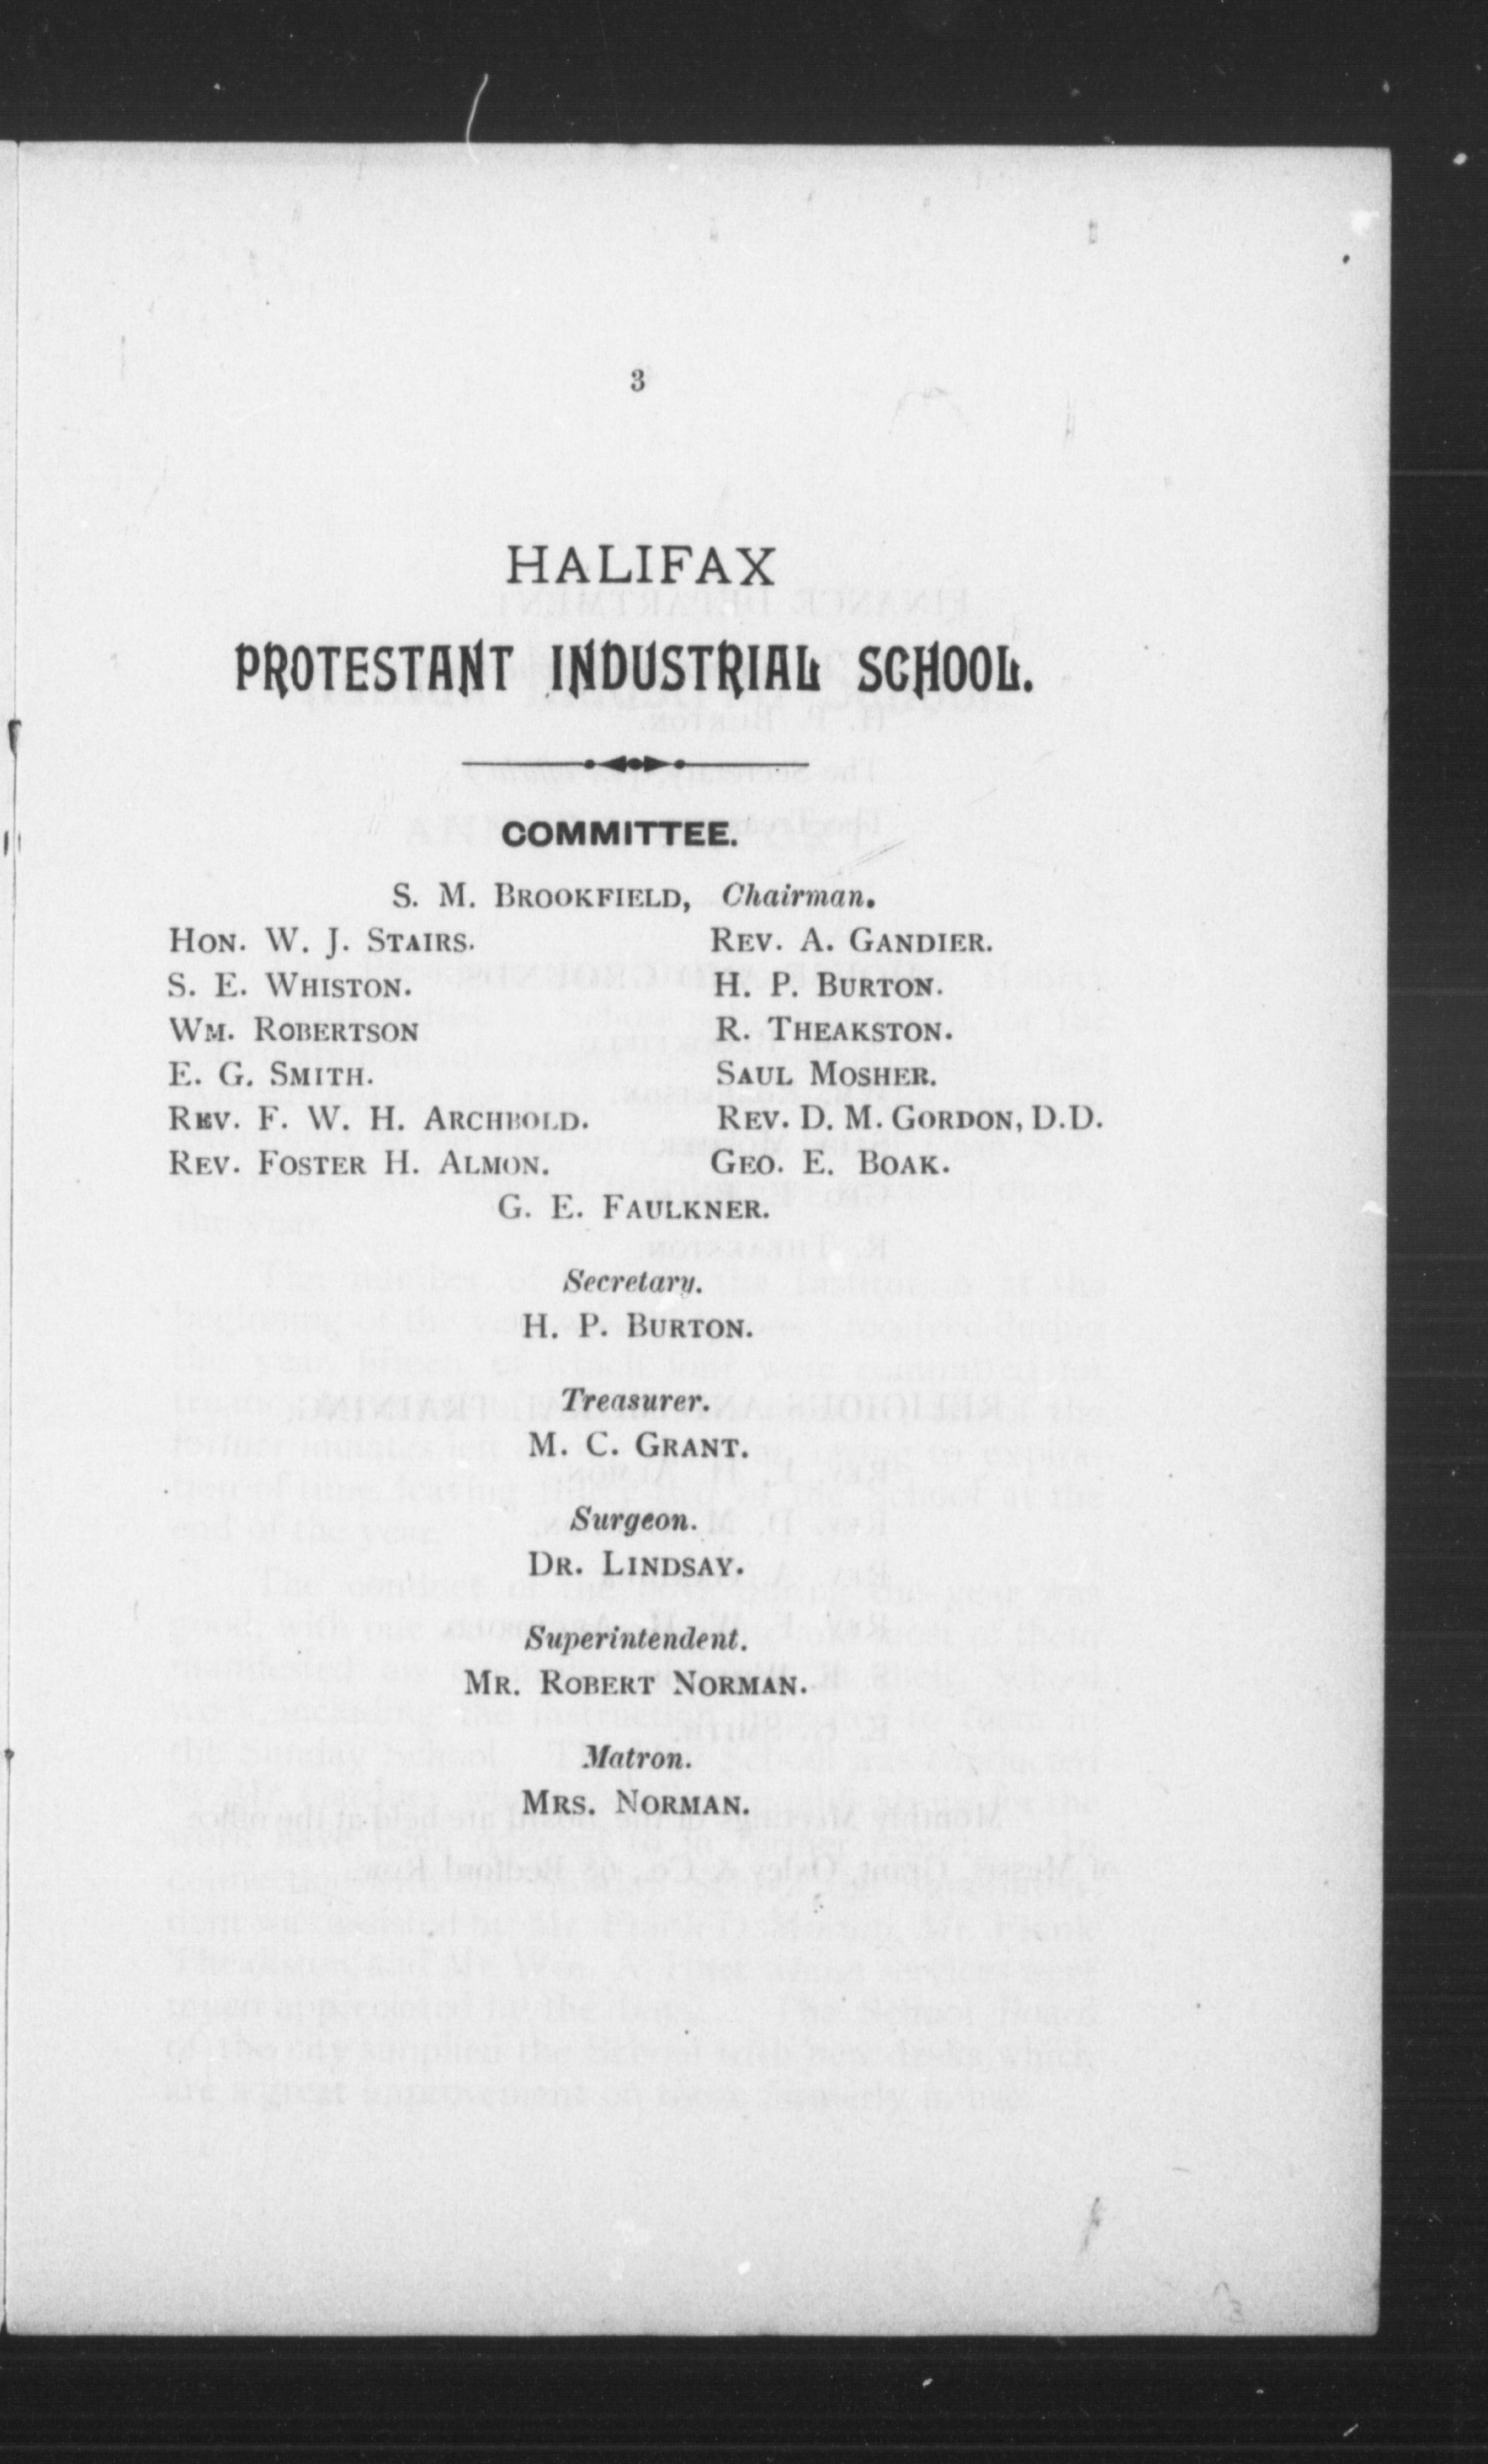 3
HALIFAX
PROTESTANT INDUSTRIAL SCHOOL.
COMMITTEE.
S. M. BROOKFIELD, Chairman.
HON. W. J. STAIRS. REV. A. GANDIER.
S. E. WHISTON. H. P. BURTON.
WM. ROBERTSON R. THEAKSTON.
E. G. SMITH. SAUL MOSHER.
REV. F. W. H. ARCHBOLD. REV. D. M. GORDON, D.D.
REV. FOSTER H. ALMON. GEO. E. BOAK.
G. E. FAULKNER.
Secretary.
H. P. BURTON.
Treasurer.
M. C. GRANT.
Surgeon.
DR. LINDSAY.
Superintendent.
MR. ROBERT NORMAN.
Matron.
MRS. NORMAN.